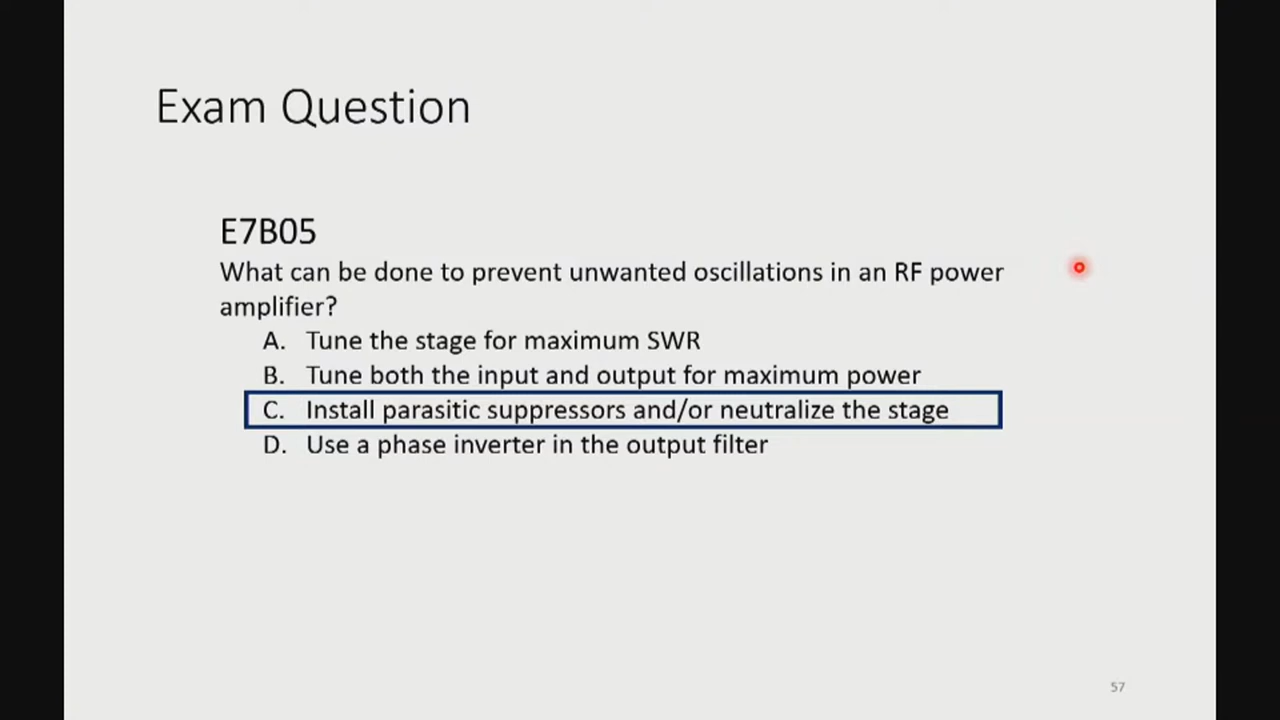 Exam Question
E7B05
What can be done to prevent unwanted oscillations in an RF power
amplifier?
A. Tune the stage for maximum SWR
B. Tune both the input and output for maximum power
C. Install parasitic suppressors and/or neutralize the stage
D. Use a phase inverter in the output filter
57